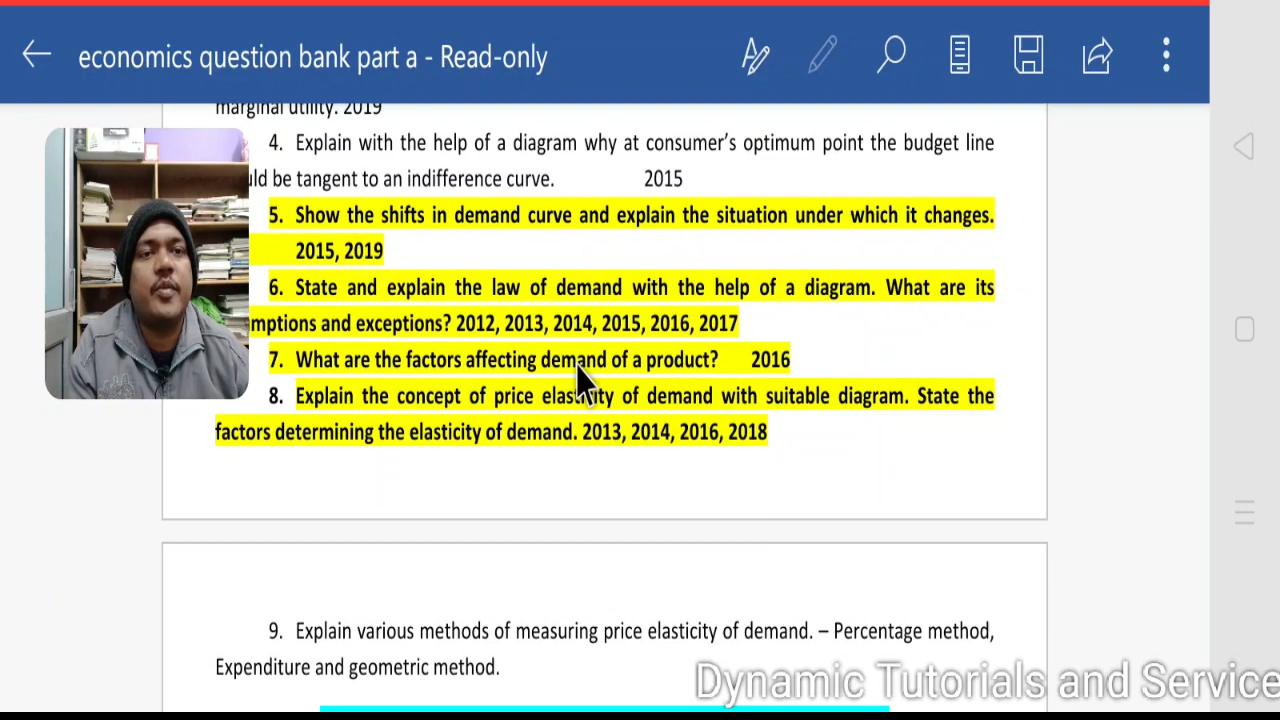 economics question bank part a - Read-only
marginal utility. 2019
4. Explain with the help of a diagram why at consumer's optimum point the budget line
be tangent to an indifference curve. 2015
5. Show the shifts in demand curve and explain the situation under which it changes.
2015, 2019
6. State and explain the law of demand with the help of a diagram. What are its
and exceptions? 2012, 2013, 2014, 2015, 2016, 2017
7. What are the factors affecting demand of a product? 2016
8. Explain the concept of price elasticity of demand with suitable diagram. State the
factors determining the elasticity of demand. 2013, 2014, 2016, 2018
9. Explain various methods of measuring price elasticity of demand. – Percentage method,
Expenditure and geometric method.
Dynamic Tutorials and Service